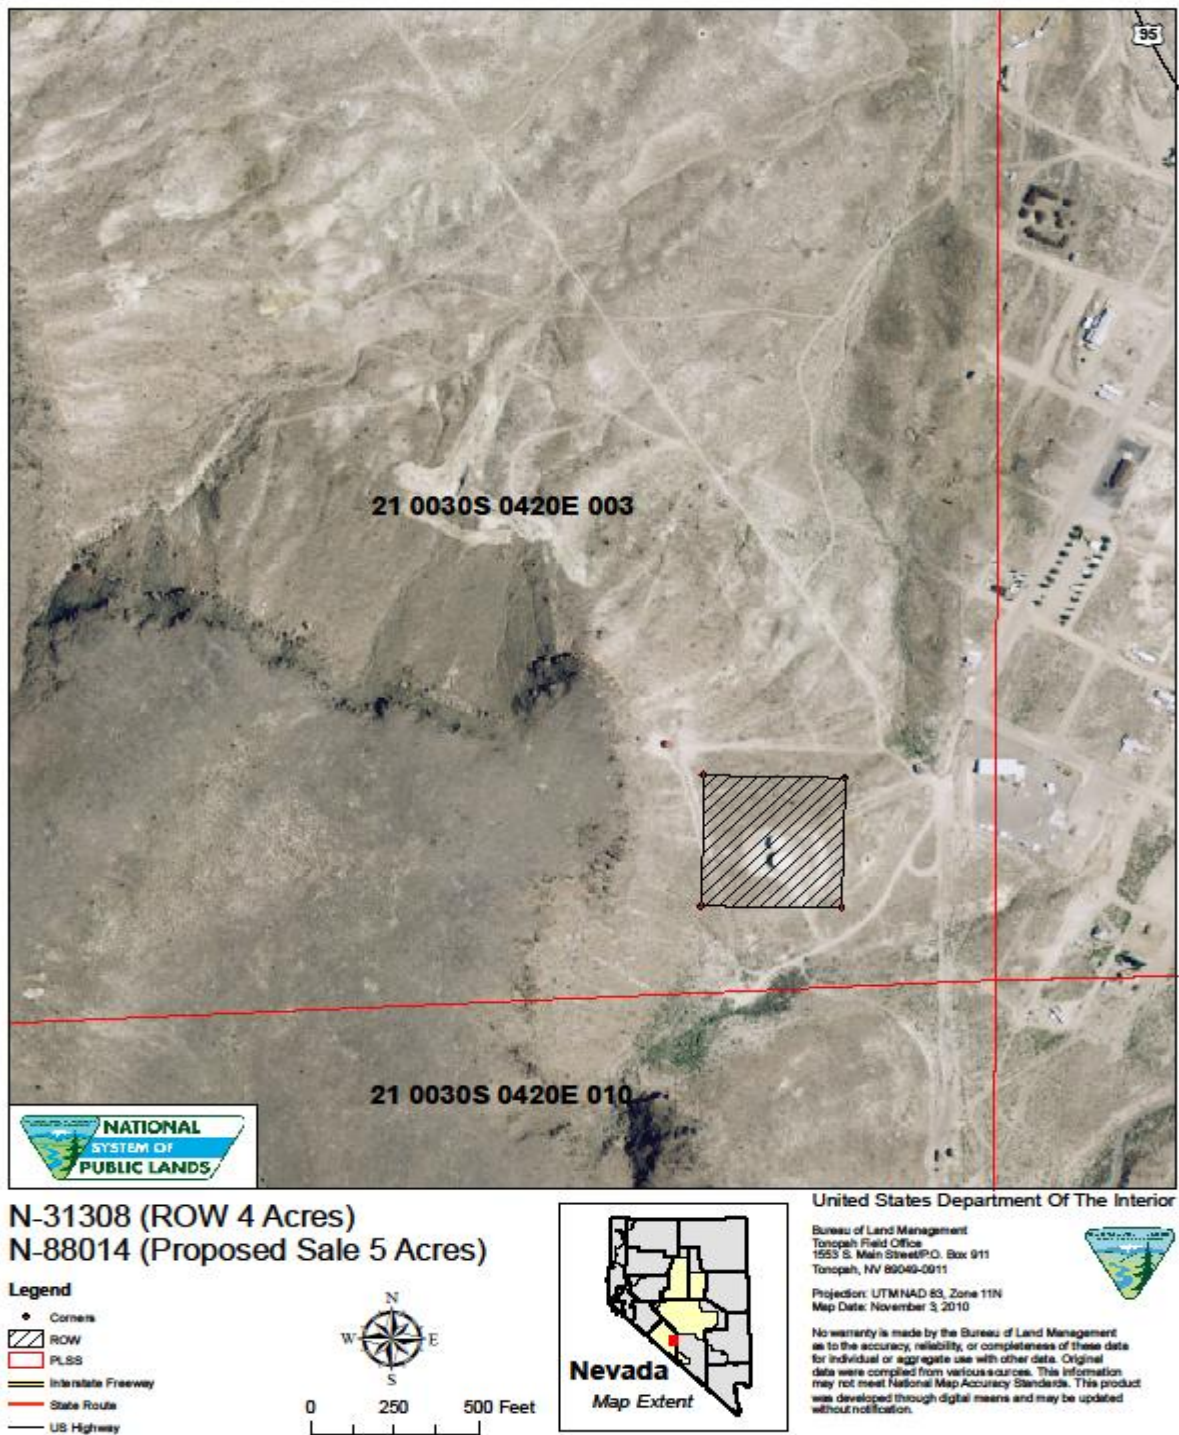 95
21 0030S 0420E 003
21 0030S 0420E 010
NATIONAL
SYSTEM OF
PUBLIC LANDS
N-31308 (ROW 4 Acres)
N-88014 (Proposed Sale 5 Acres)
Legend
Corners
ROW
PLSS
Interstate Freeway
State Route
US Highway
N
W E
S
0 250 500 Feet
Nevada
Map Extent
United States Department Of The Interior
Bureau of Land Management
Tonopah Field Office
1553 S. Main Street/P.O. Box 911
Tonopah, NV 89049-0911
Projection: UTM NAD 83, Zone 11N
Map Date: November 3, 2010
No warranty is made by the Bureau of Land Management
as to the accuracy, reliability, or completeness of these data
for individual or aggregate use with other data. Original
data were compiled from various sources. This information
may not meet National Map Accuracy Standards. This product
was developed through digital means and may be updated
without notification.